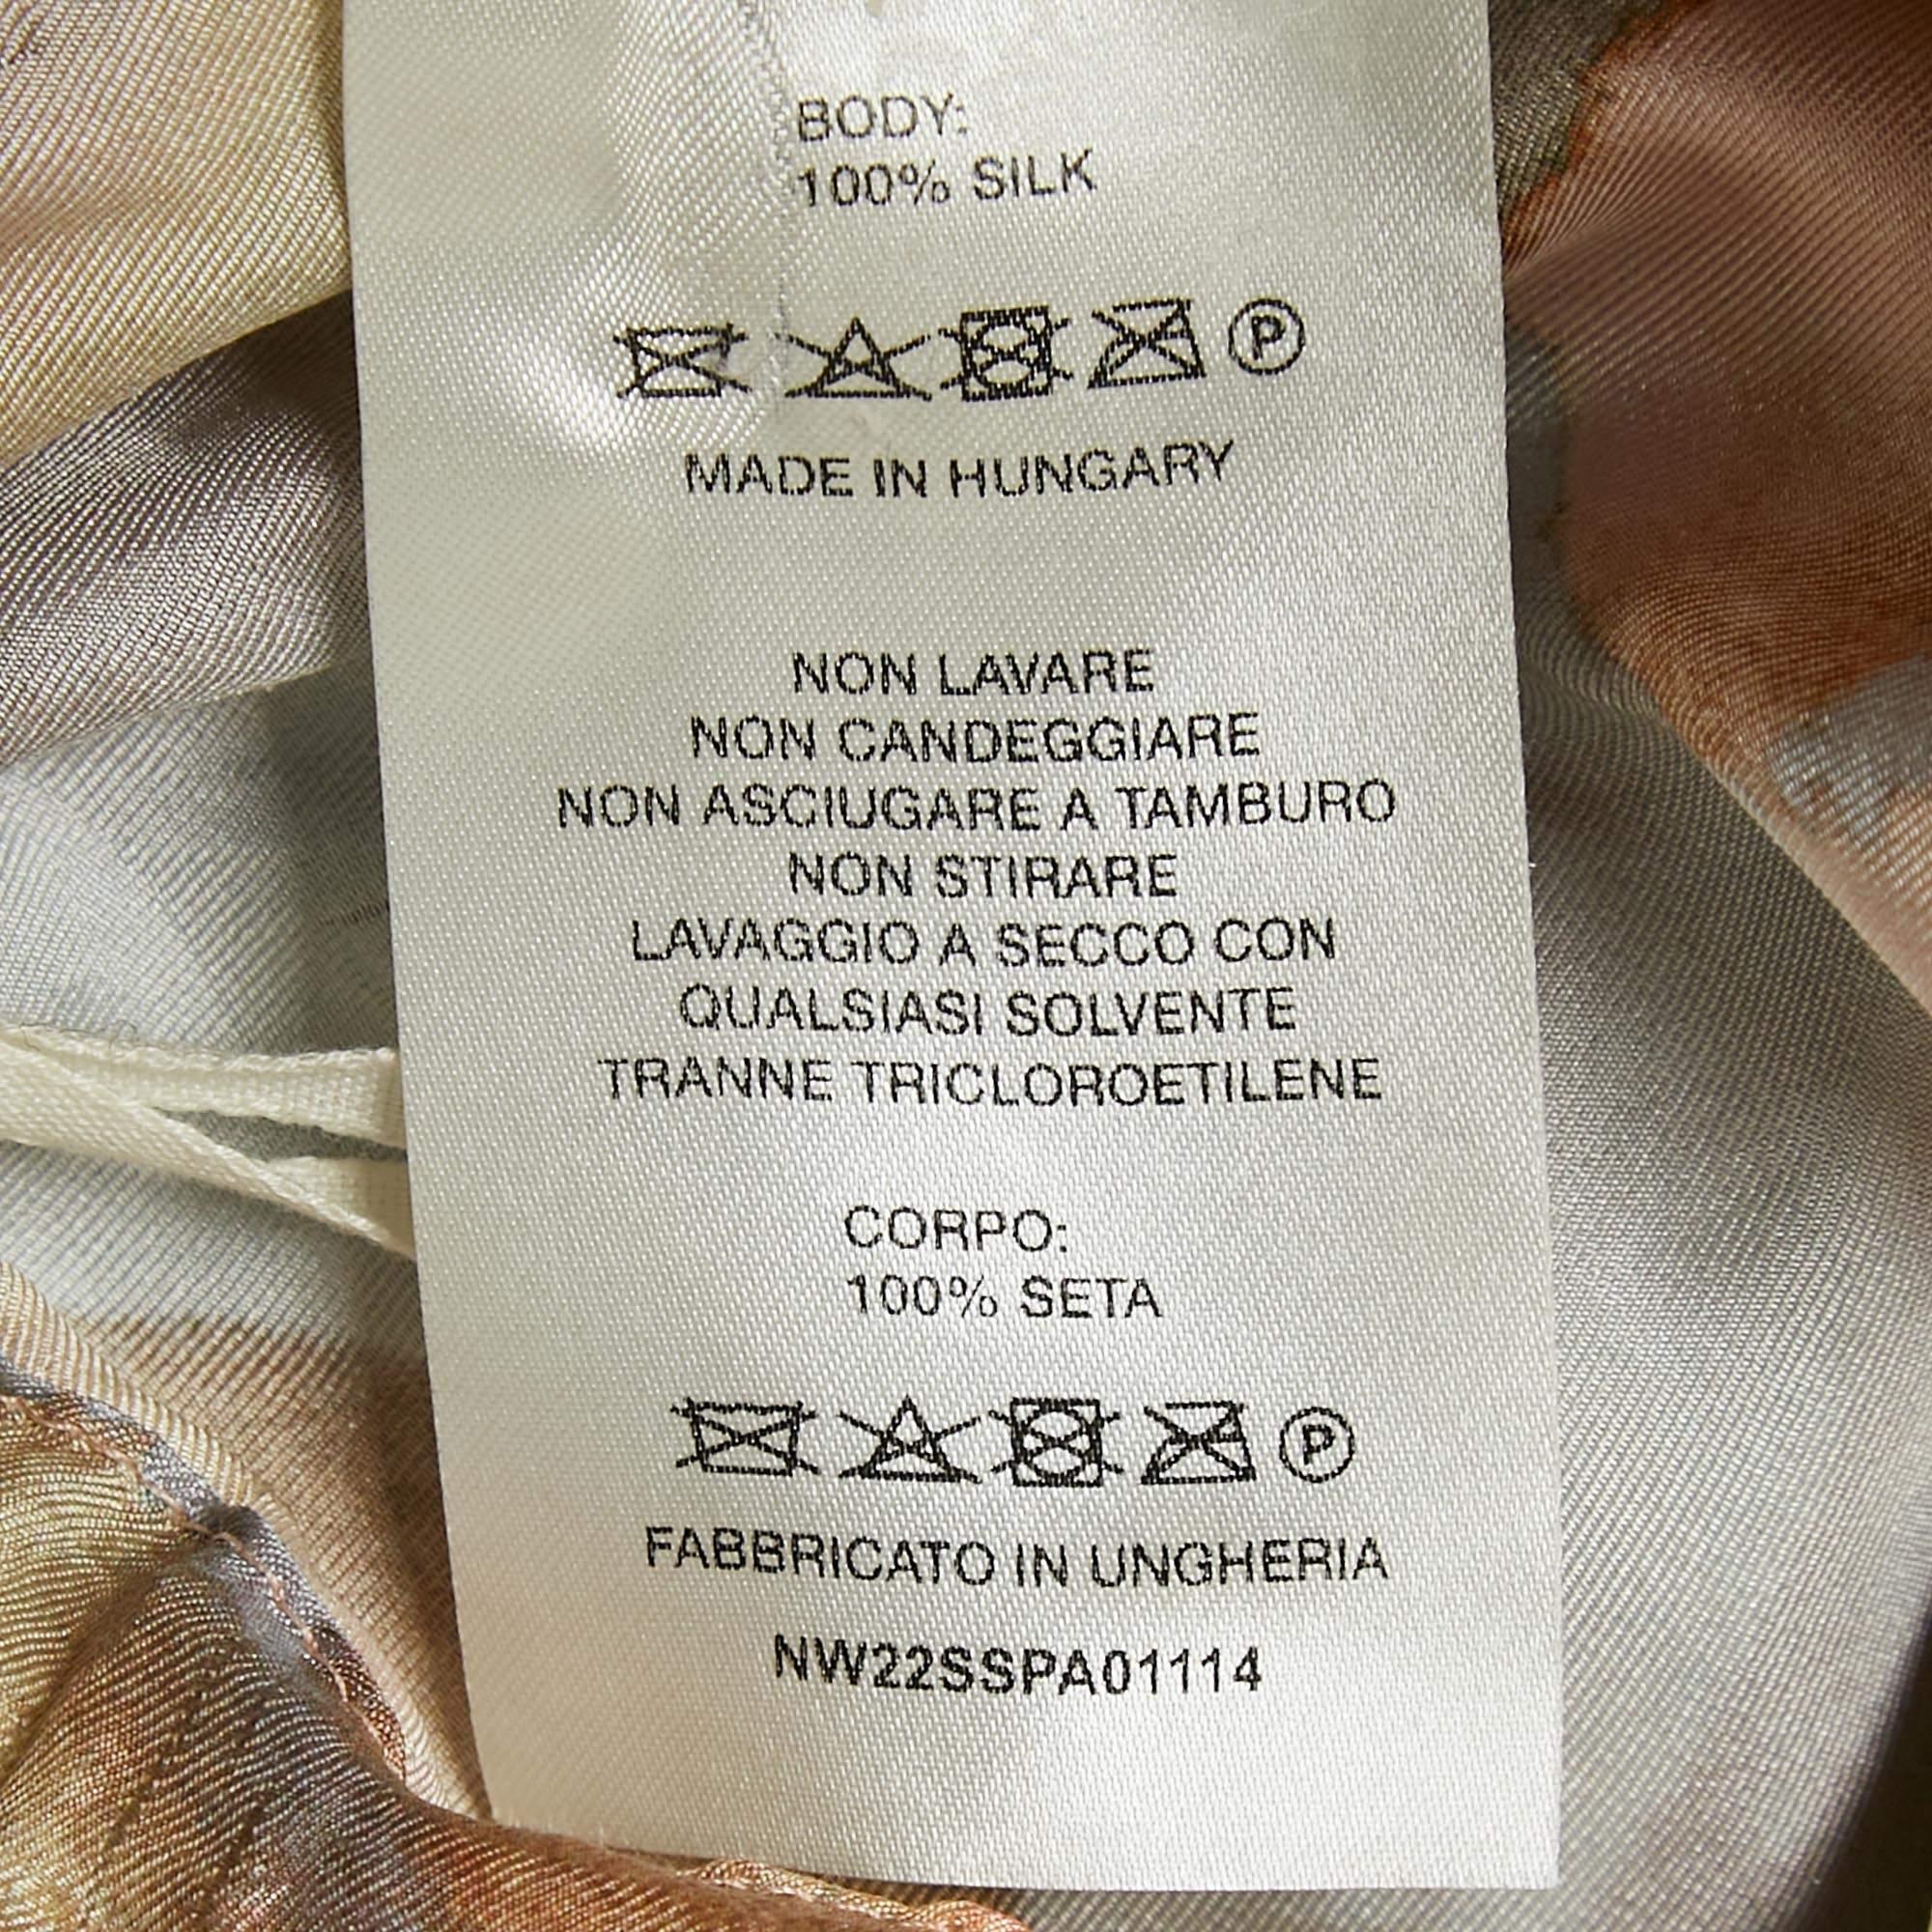 BODY:
100% SILK
P
MADE IN HUNGARY
NON LAVARE
NON CANDEGGIARE
NON ASCIUGARE A TAMBURO
NON STIRARE
LAVAGGIO A SECCO CON
QUALSIASI SOLVENTE
TRANNE TRICLOROETILENE
CORPO:
100% SETA
P
FABBRICATO IN UNGHERIA
NW22SSPA01114